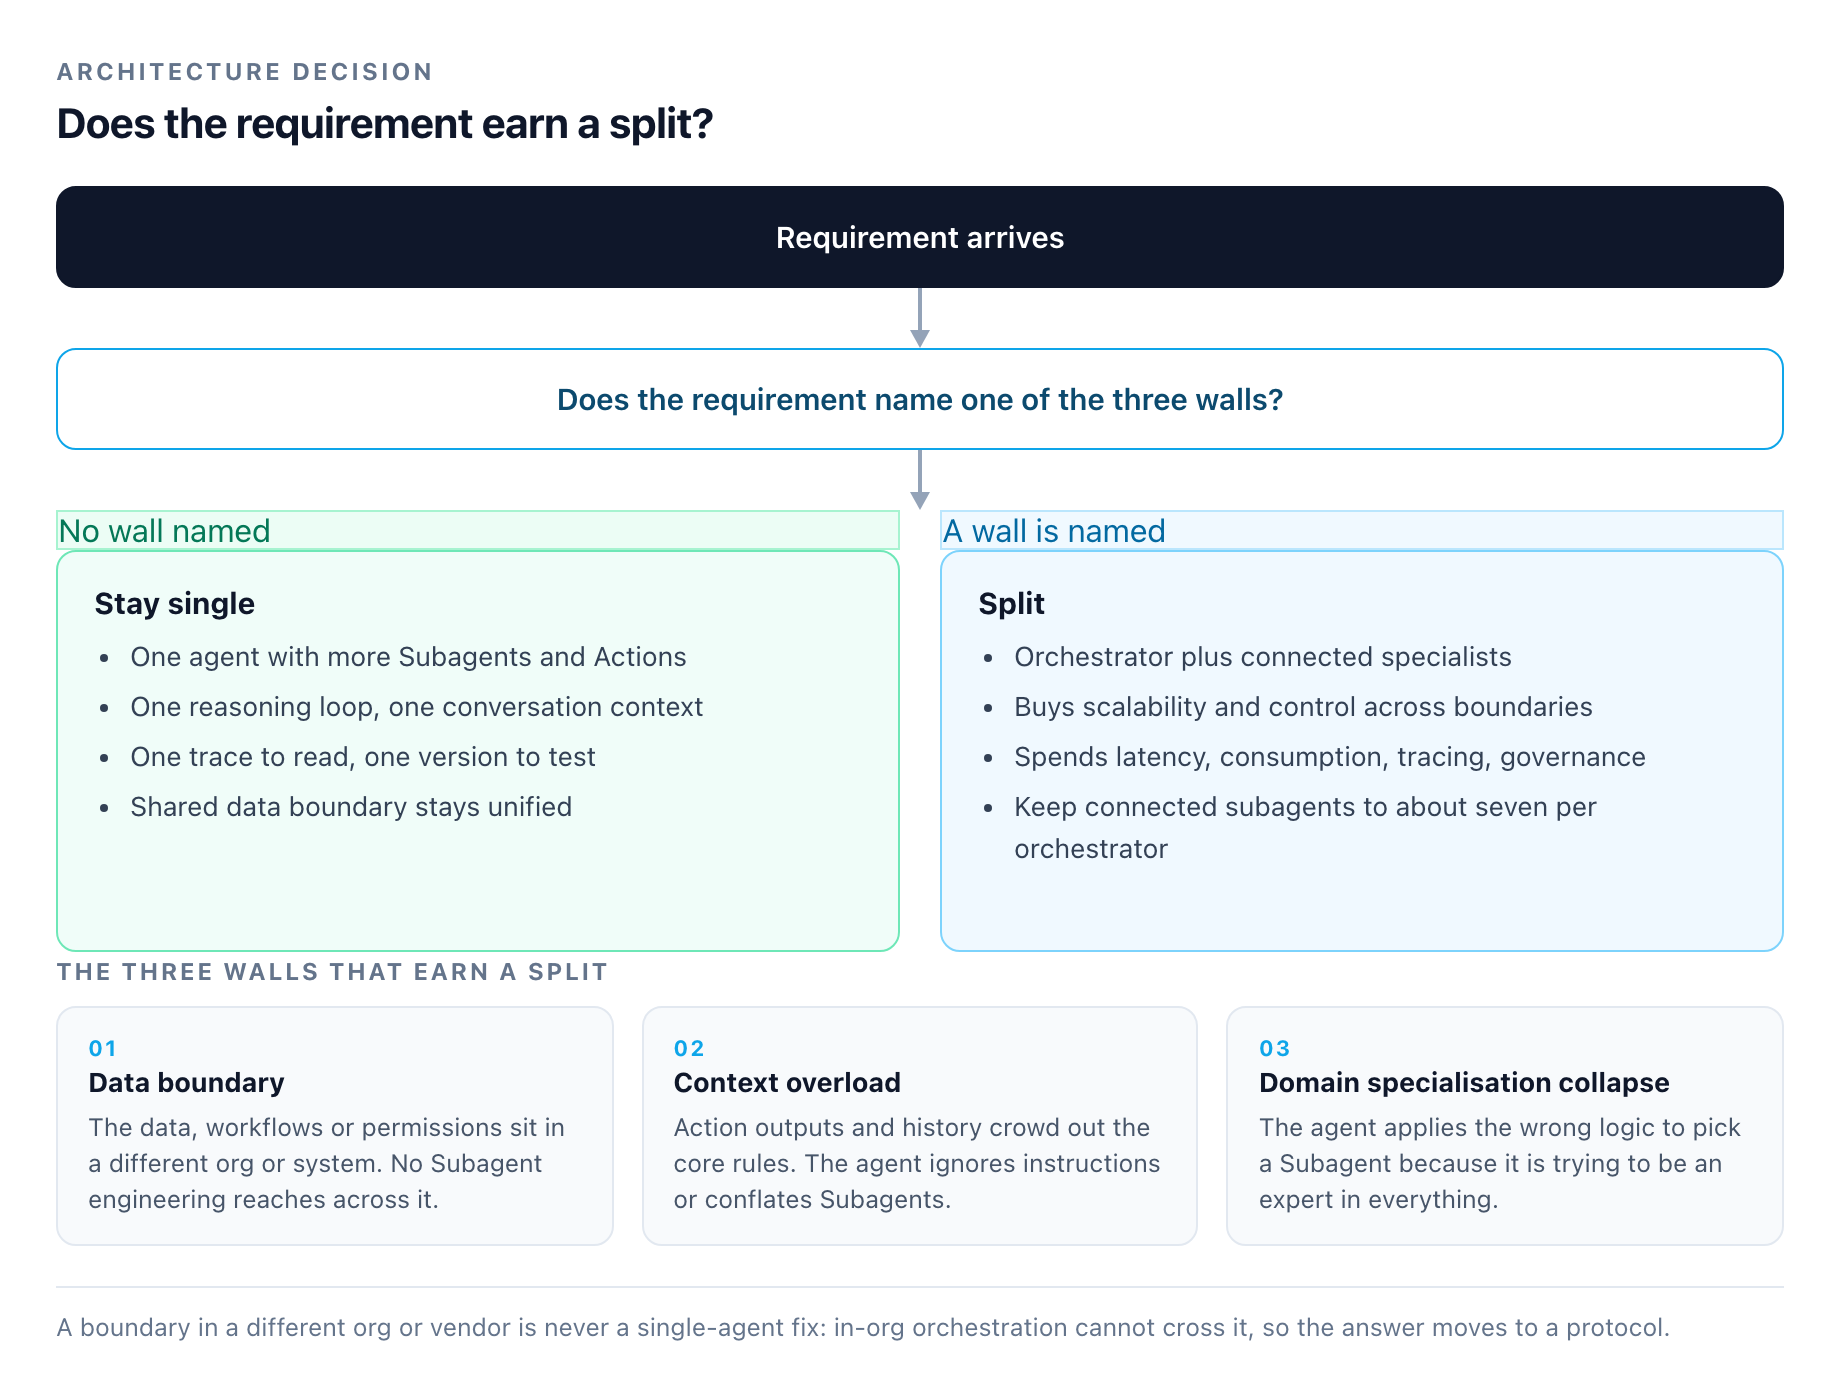 ARCHITECTURE DECISION
Does the requirement earn a split?
Requirement arrives
Does the requirement name one of the three walls?
No wall named
Stay single
• One agent with more Subagents and Actions
• One reasoning loop, one conversation context
• One trace to read, one version to test
• Shared data boundary stays unified
A wall is named
Split
• Orchestrator plus connected specialists
• Buys scalability and control across boundaries
• Spends latency, consumption, tracing, governance
• Keep connected subagents to about seven per
orchestrator
THE THREE WALLS THAT EARN A SPLIT
01
Data boundary
The data, workflows or permissions sit in
a different org or system. No Subagent
engineering reaches across it.
02
Context overload
Action outputs and history crowd out the
core rules. The agent ignores instructions
or conflates Subagents.
03
Domain specialisation collapse
The agent applies the wrong logic to pick
a Subagent because it is trying to be an
expert in everything.
A boundary in a different org or vendor is never a single-agent fix: in-org orchestration cannot cross it, so the answer moves to a protocol.